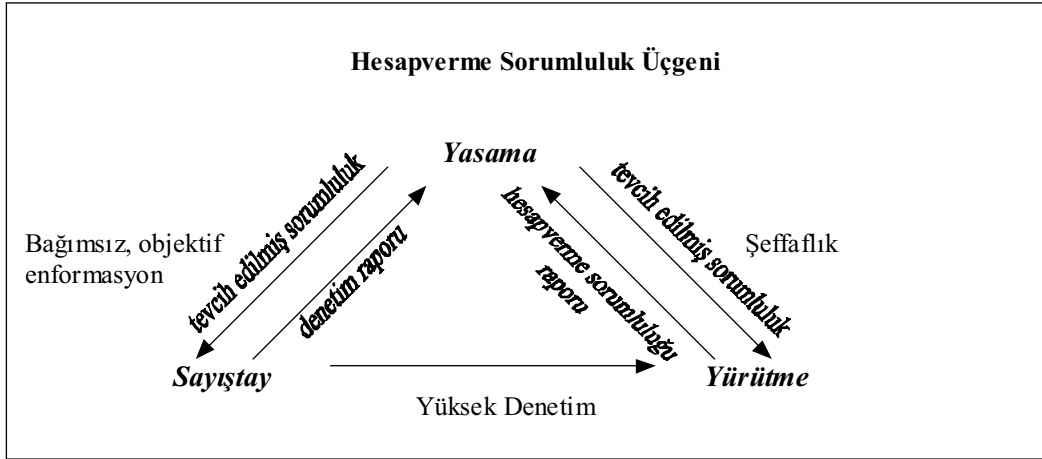 Hesapverme Sorumluluk Üçgeni
Yasama
tevcih edilmiş sorumluluk
denetim raporu
hesapverme sorumluluğu
raporu
tevcih edilmiş sorumluluk
Bağımsız, objektif
enformasyon
Şeffaflık
Sayıştay
Yürütme
Yüksek Denetim